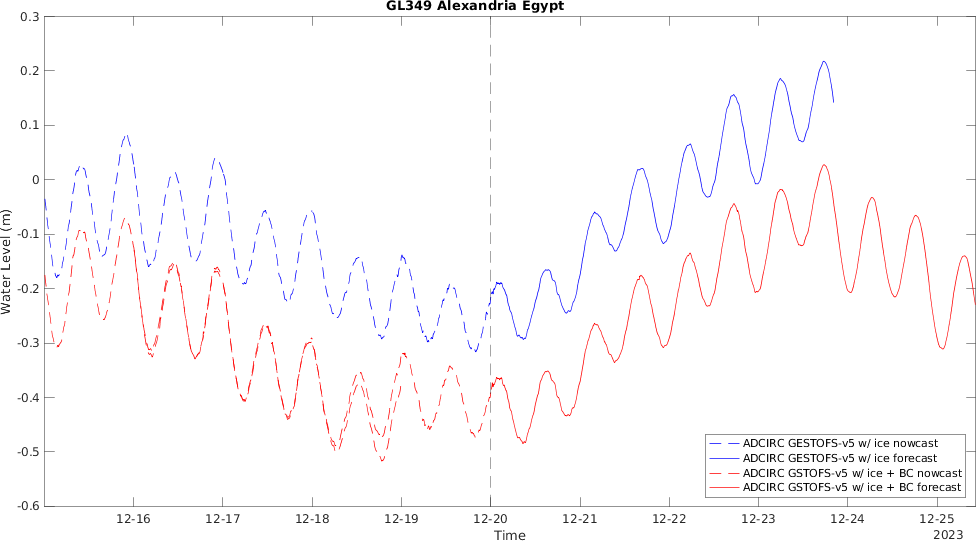 GL349 Alexandria Egypt
0.3
0.2
0.1
0
-0.1
-0.2
-0.3
-0.4
-0.5
-0.6
Water Level (m)
ADCIRC GESTOFS-v5 w/ ice nowcast
ADCIRC GESTOFS-v5 w/ ice forecast
ADCIRC GSTOFS-v5 w/ ice + BC nowcast
ADCIRC GSTOFS-v5 w/ ice + BC forecast
12-16 12-17 12-18 12-19 12-20 12-21 12-22 12-23 12-24 12-25
Time 2023